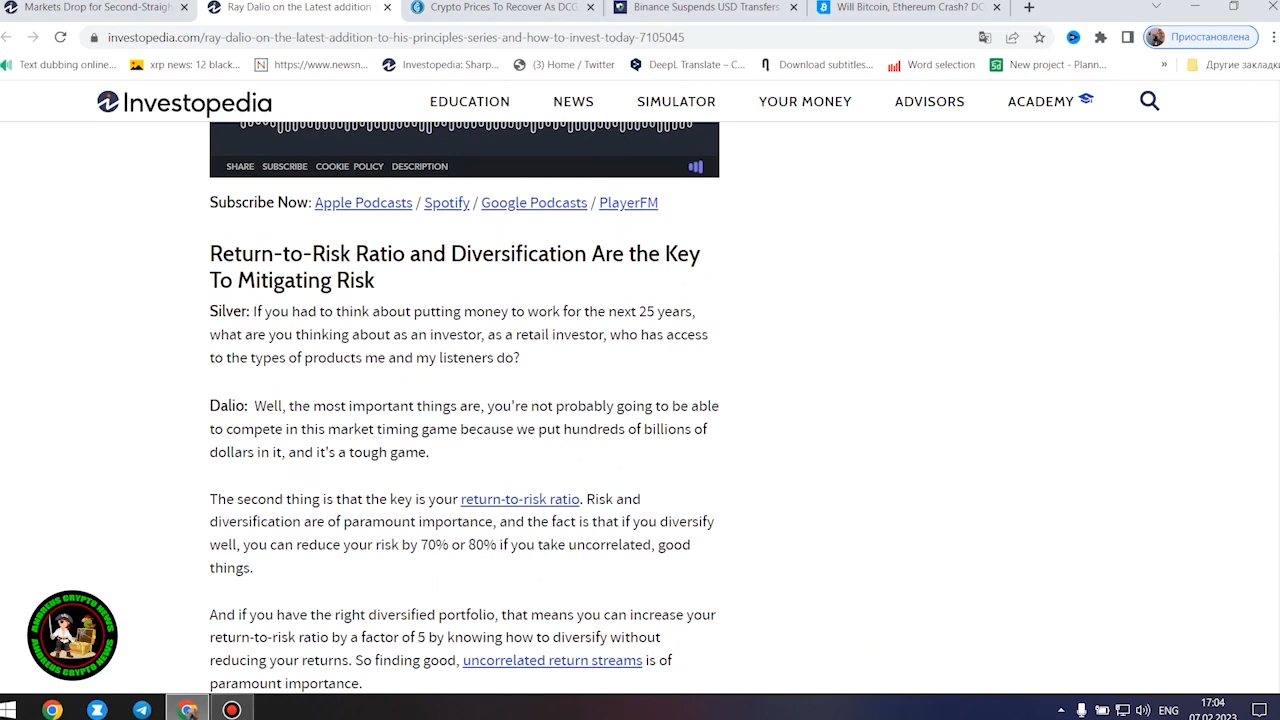 Markets Drop for Second-Straigh
Ray Dalio on the Latest addition
Crypto Prices To Recover As DCG
Binance Suspends USD Transfers
Will Bitcoin, Ethereum Crash? DC
investopedia.com/ray-dalio-on-the-latest-addition-to-his-principles-series-and-how-to-invest-today-7105045
Приостановлена
Text dubbing online...
xrp news: 12 black...
https://www.newsn...
Investopedia: Sharp...
(3) Home / Twitter
DeepL Translate – C...
Download subtitles...
Word selection
New project - Plann...
»
Другие закладки
Investopedia
EDUCATION
NEWS
SIMULATOR
YOUR MONEY
ADVISORS
ACADEMY
SHARE SUBSCRIBE COOKIE POLICY DESCRIPTION
Subscribe Now: Apple Podcasts / Spotify / Google Podcasts / PlayerFM
Return-to-Risk Ratio and Diversification Are the Key
To Mitigating Risk
Silver: If you had to think about putting money to work for the next 25 years,
what are you thinking about as an investor, as a retail investor, who has access
to the types of products me and my listeners do?
Dalio: Well, the most important things are, you're not probably going to be able
to compete in this market timing game because we put hundreds of billions of
dollars in it, and it's a tough game.
The second thing is that the key is your return-to-risk ratio. Risk and
diversification are of paramount importance, and the fact is that if you diversify
well, you can reduce your risk by 70% or 80% if you take uncorrelated, good
things.
And if you have the right diversified portfolio, that means you can increase your
return-to-risk ratio by a factor of 5 by knowing how to diversify without
reducing your returns. So finding good, uncorrelated return streams is of
paramount importance.
ANDREUS CRYPTO NEWS
ANDREUS CRYPTO NEWS
ENG
17:04
07.02.2023